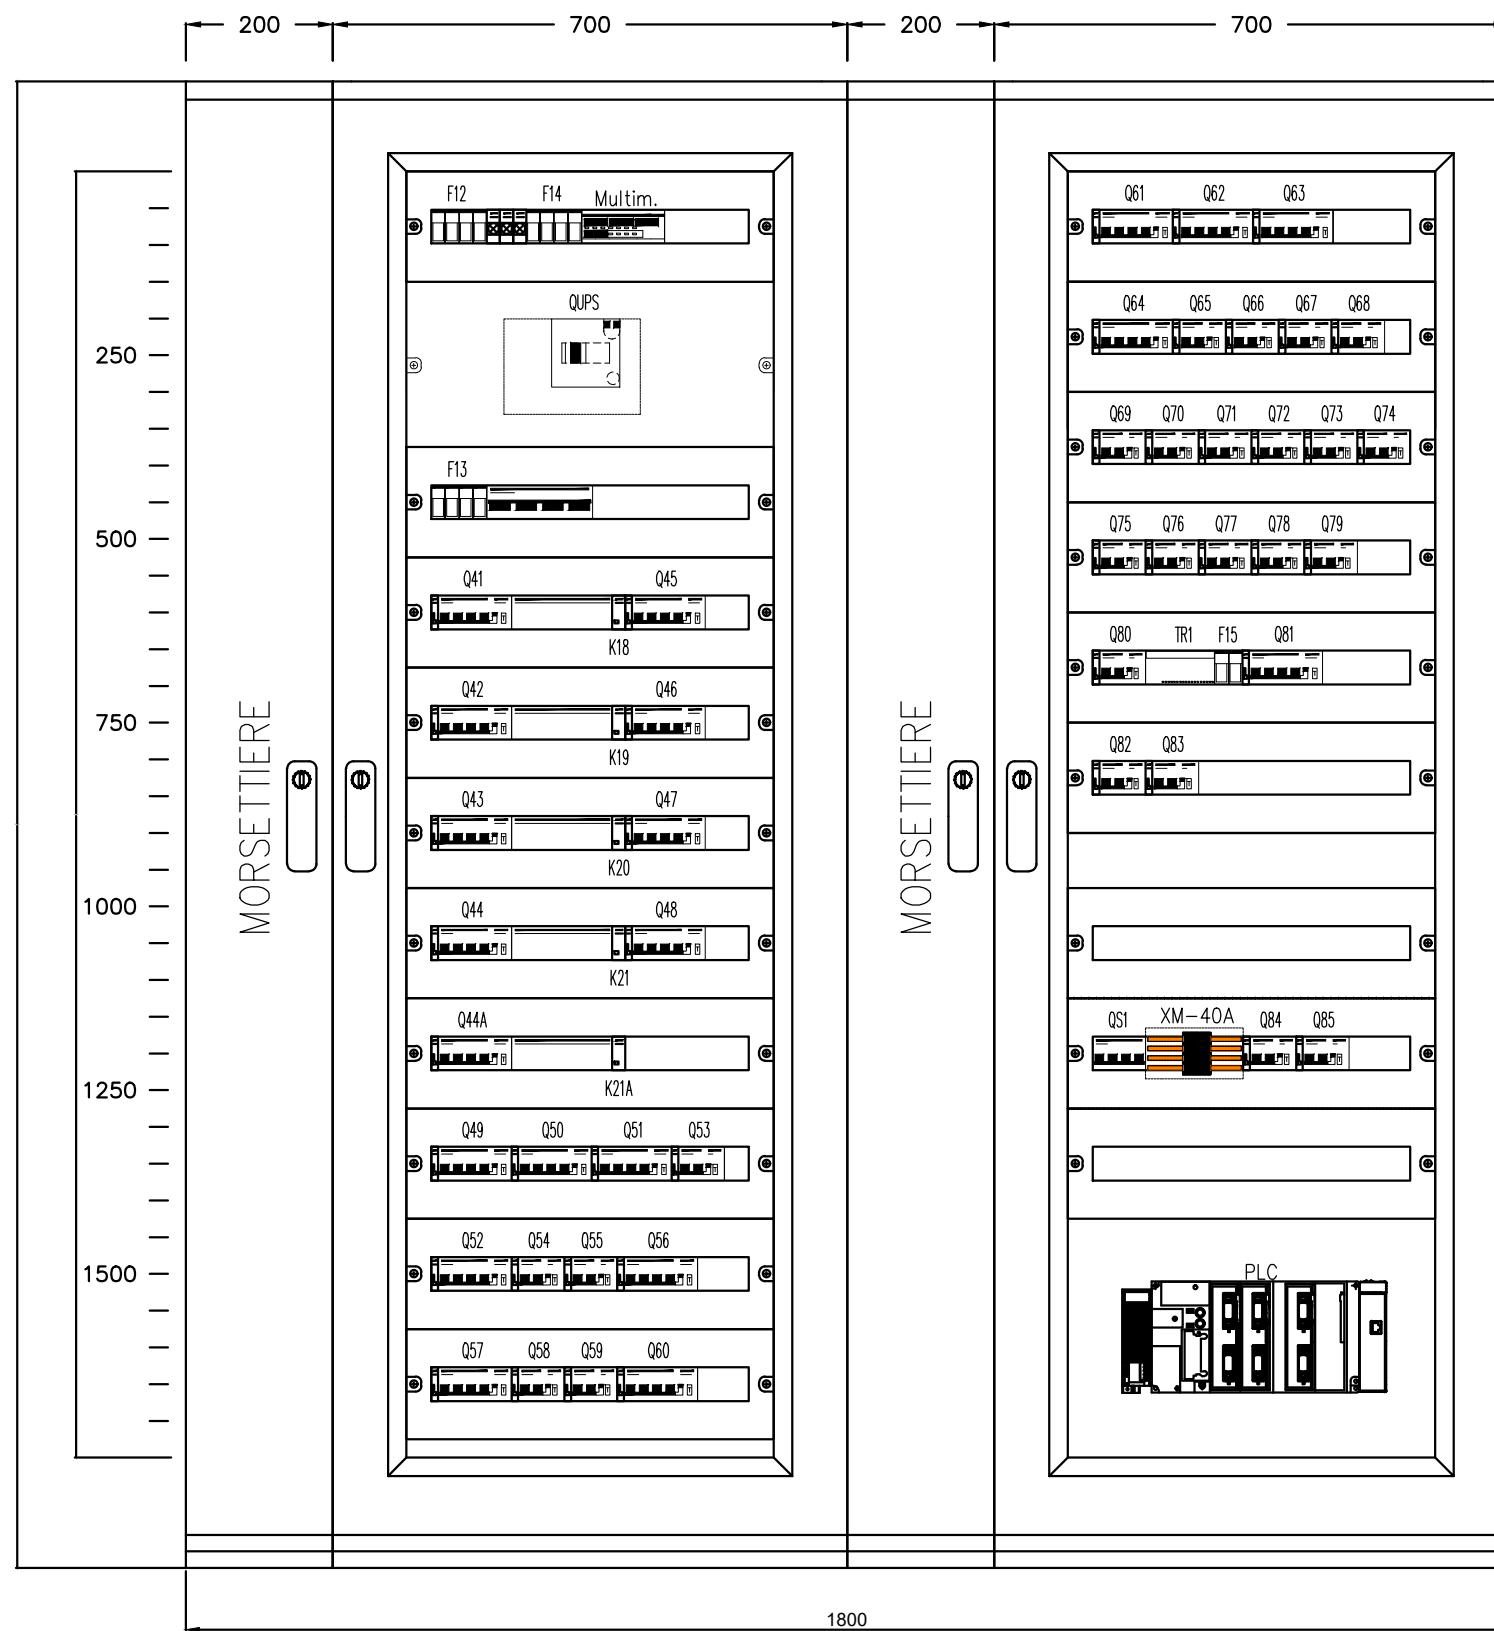 200 700 200 700
F12 F14 Multim.
QUPS
F13
Q41 Q45
K18
Q42 Q46
K19
Q43 Q47
K20
Q44 Q48
K21
Q44A
K21A
Q49 Q50 Q51 Q53
Q52 Q54 Q55 Q56
Q57 Q58 Q59 Q60
Q61 Q62 Q63
Q64 Q65 Q66 Q67 Q68
Q69 Q70 Q71 Q72 Q73 Q74
Q75 Q76 Q77 Q78 Q79
Q80 TR1 F15 Q81
Q82 Q83
QS1 XM-40A Q84 Q85
PLC
250
500
750
1000
1250
1500
MORSETTIERE
MORSETTIERE
1800